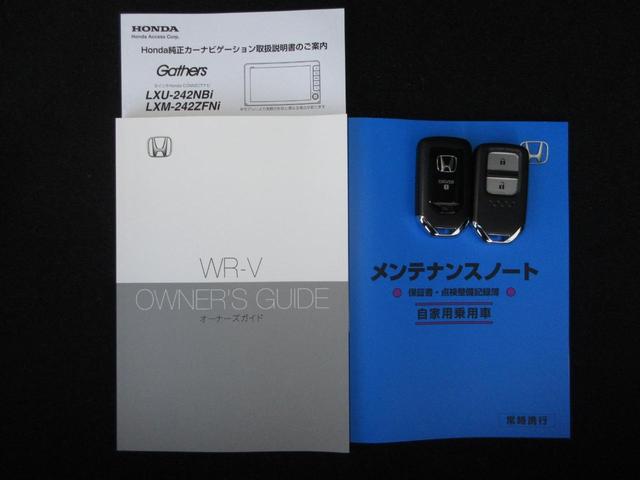 HONDA
Honda Access Corp.
Honda純正カーナビゲーション取扱説明書のご案内
Gathers
LXU-242NBi
LXM-242ZFNi
WR-V
OWNER'S GUIDE
オーナーズガイド
メンテナンスノート
保証書・点検整備記録簿
自家用乗用車
常時携行